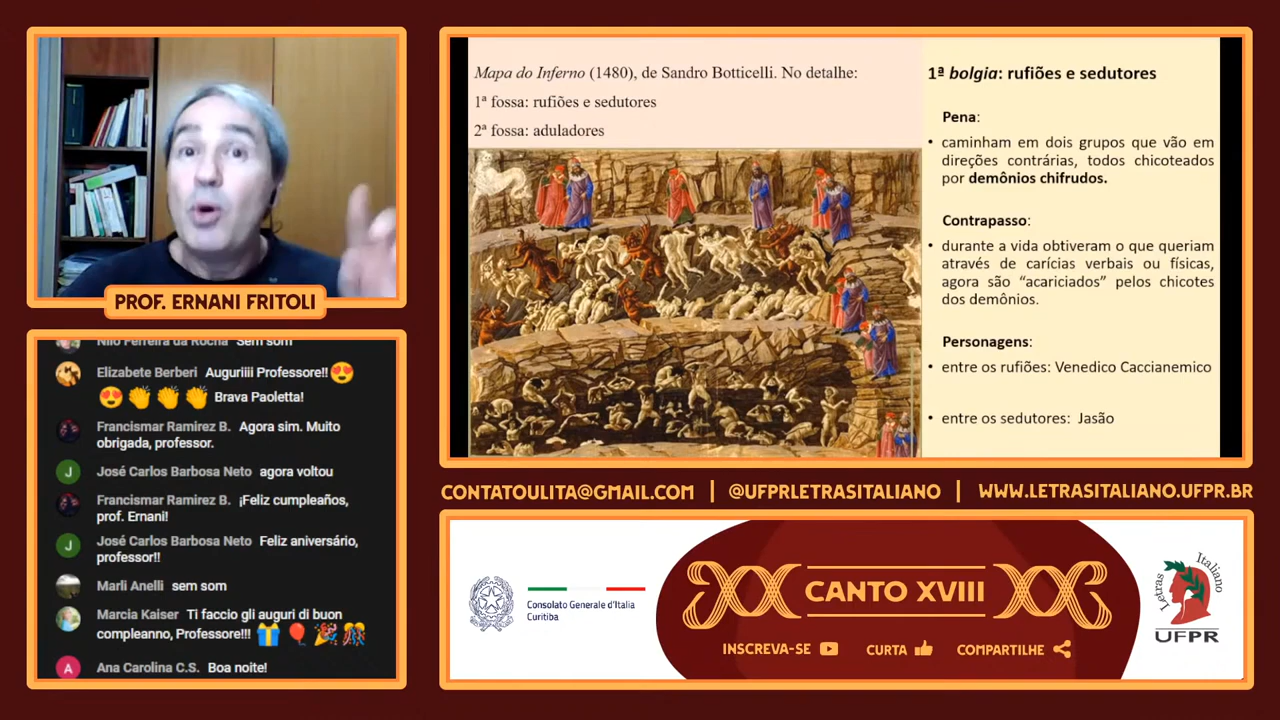 PROF. ERNANI FRITOLI
Nilo Ferreira da Rocha Sem som
Elizabete Berberi Auguriiii Professore!!
Brava Paoletta!
Francismar Ramirez B. Agora sim. Muito
obrigada, professor.
José Carlos Barbosa Neto agora voltou
Francismar Ramirez B. ¡Feliz cumpleaños,
prof. Ernani!
José Carlos Barbosa Neto Feliz aniversário,
professor!!
Marli Anelli sem som
Marcia Kaiser Ti faccio gli auguri di buon
compleanno, Professore!!!
Ana Carolina C.S. Boa noite!
Mapa do Inferno (1480), de Sandro Botticelli. No detalhe:
1ª fossa: rufiões e sedutores
2ª fossa: aduladores
1ª bolgia: rufiões e sedutores
Pena:
• caminham em dois grupos que vão em
direções contrárias, todos chicoteados
por demônios chifrudos.
Contrapasso:
• durante a vida obtiveram o que queriam
através de carícias verbais ou físicas,
agora são “acariciados” pelos chicotes
dos demônios.
Personagens:
• entre os rufiões: Venedico Caccianemico
• entre os sedutores: Jasão
CONTATOULITA@GMAIL.COM | @UFPRLETRASITALIANO | WWW.LETRASITALIANO.UFPR.BR
Consolato Generale d'Italia
Curitiba
CANTO XVIII
INSCREVA-SE CURTA COMPARTILHE
Letras Italiano
UFPR